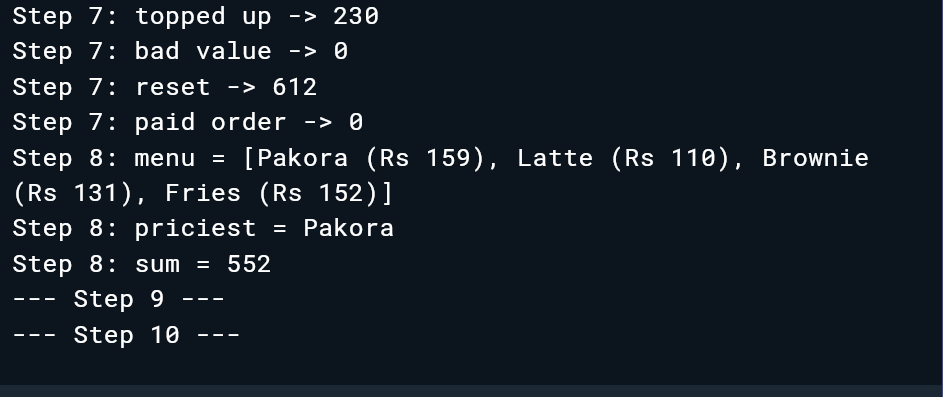 Step 7: topped up -> 230
Step 7: bad value -> 0
Step 7: reset -> 612
Step 7: paid order -> 0
Step 8: menu = [Pakora (Rs 159), Latte (Rs 110), Brownie
(Rs 131), Fries (Rs 152)]
Step 8: priciest = Pakora
Step 8: sum = 552
--- Step 9 ---
--- Step 10 ---